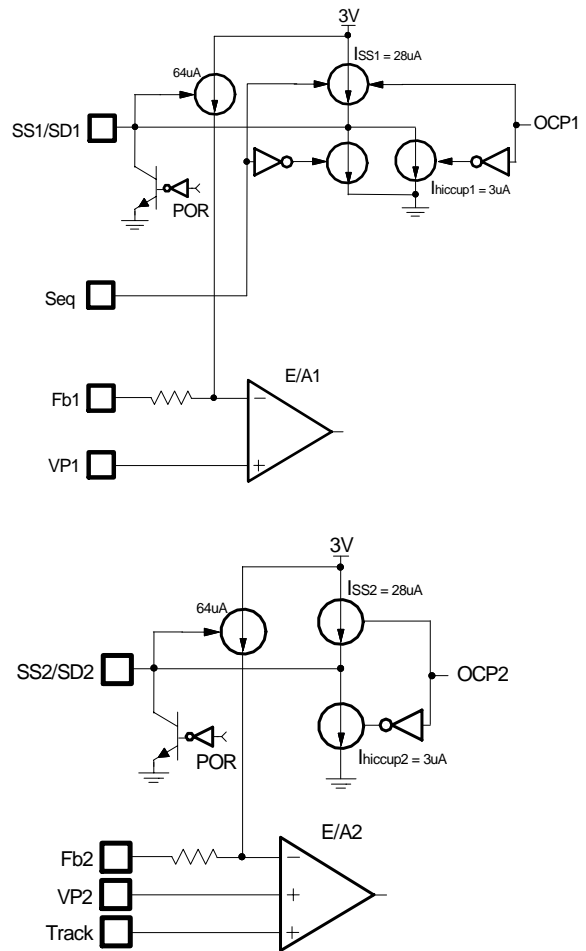 3V
ISS1 = 28uA
64uA
SS1/SD1
OCP1
Ihiccup1 = 3uA
POR
Seq
E/A1
Fb1
−
VP1
+
3V
ISS2 = 28uA
64uA
SS2/SD2
OCP2
Ihiccup2 = 3uA
POR
E/A2
Fb2
−
VP2
+
Track
+